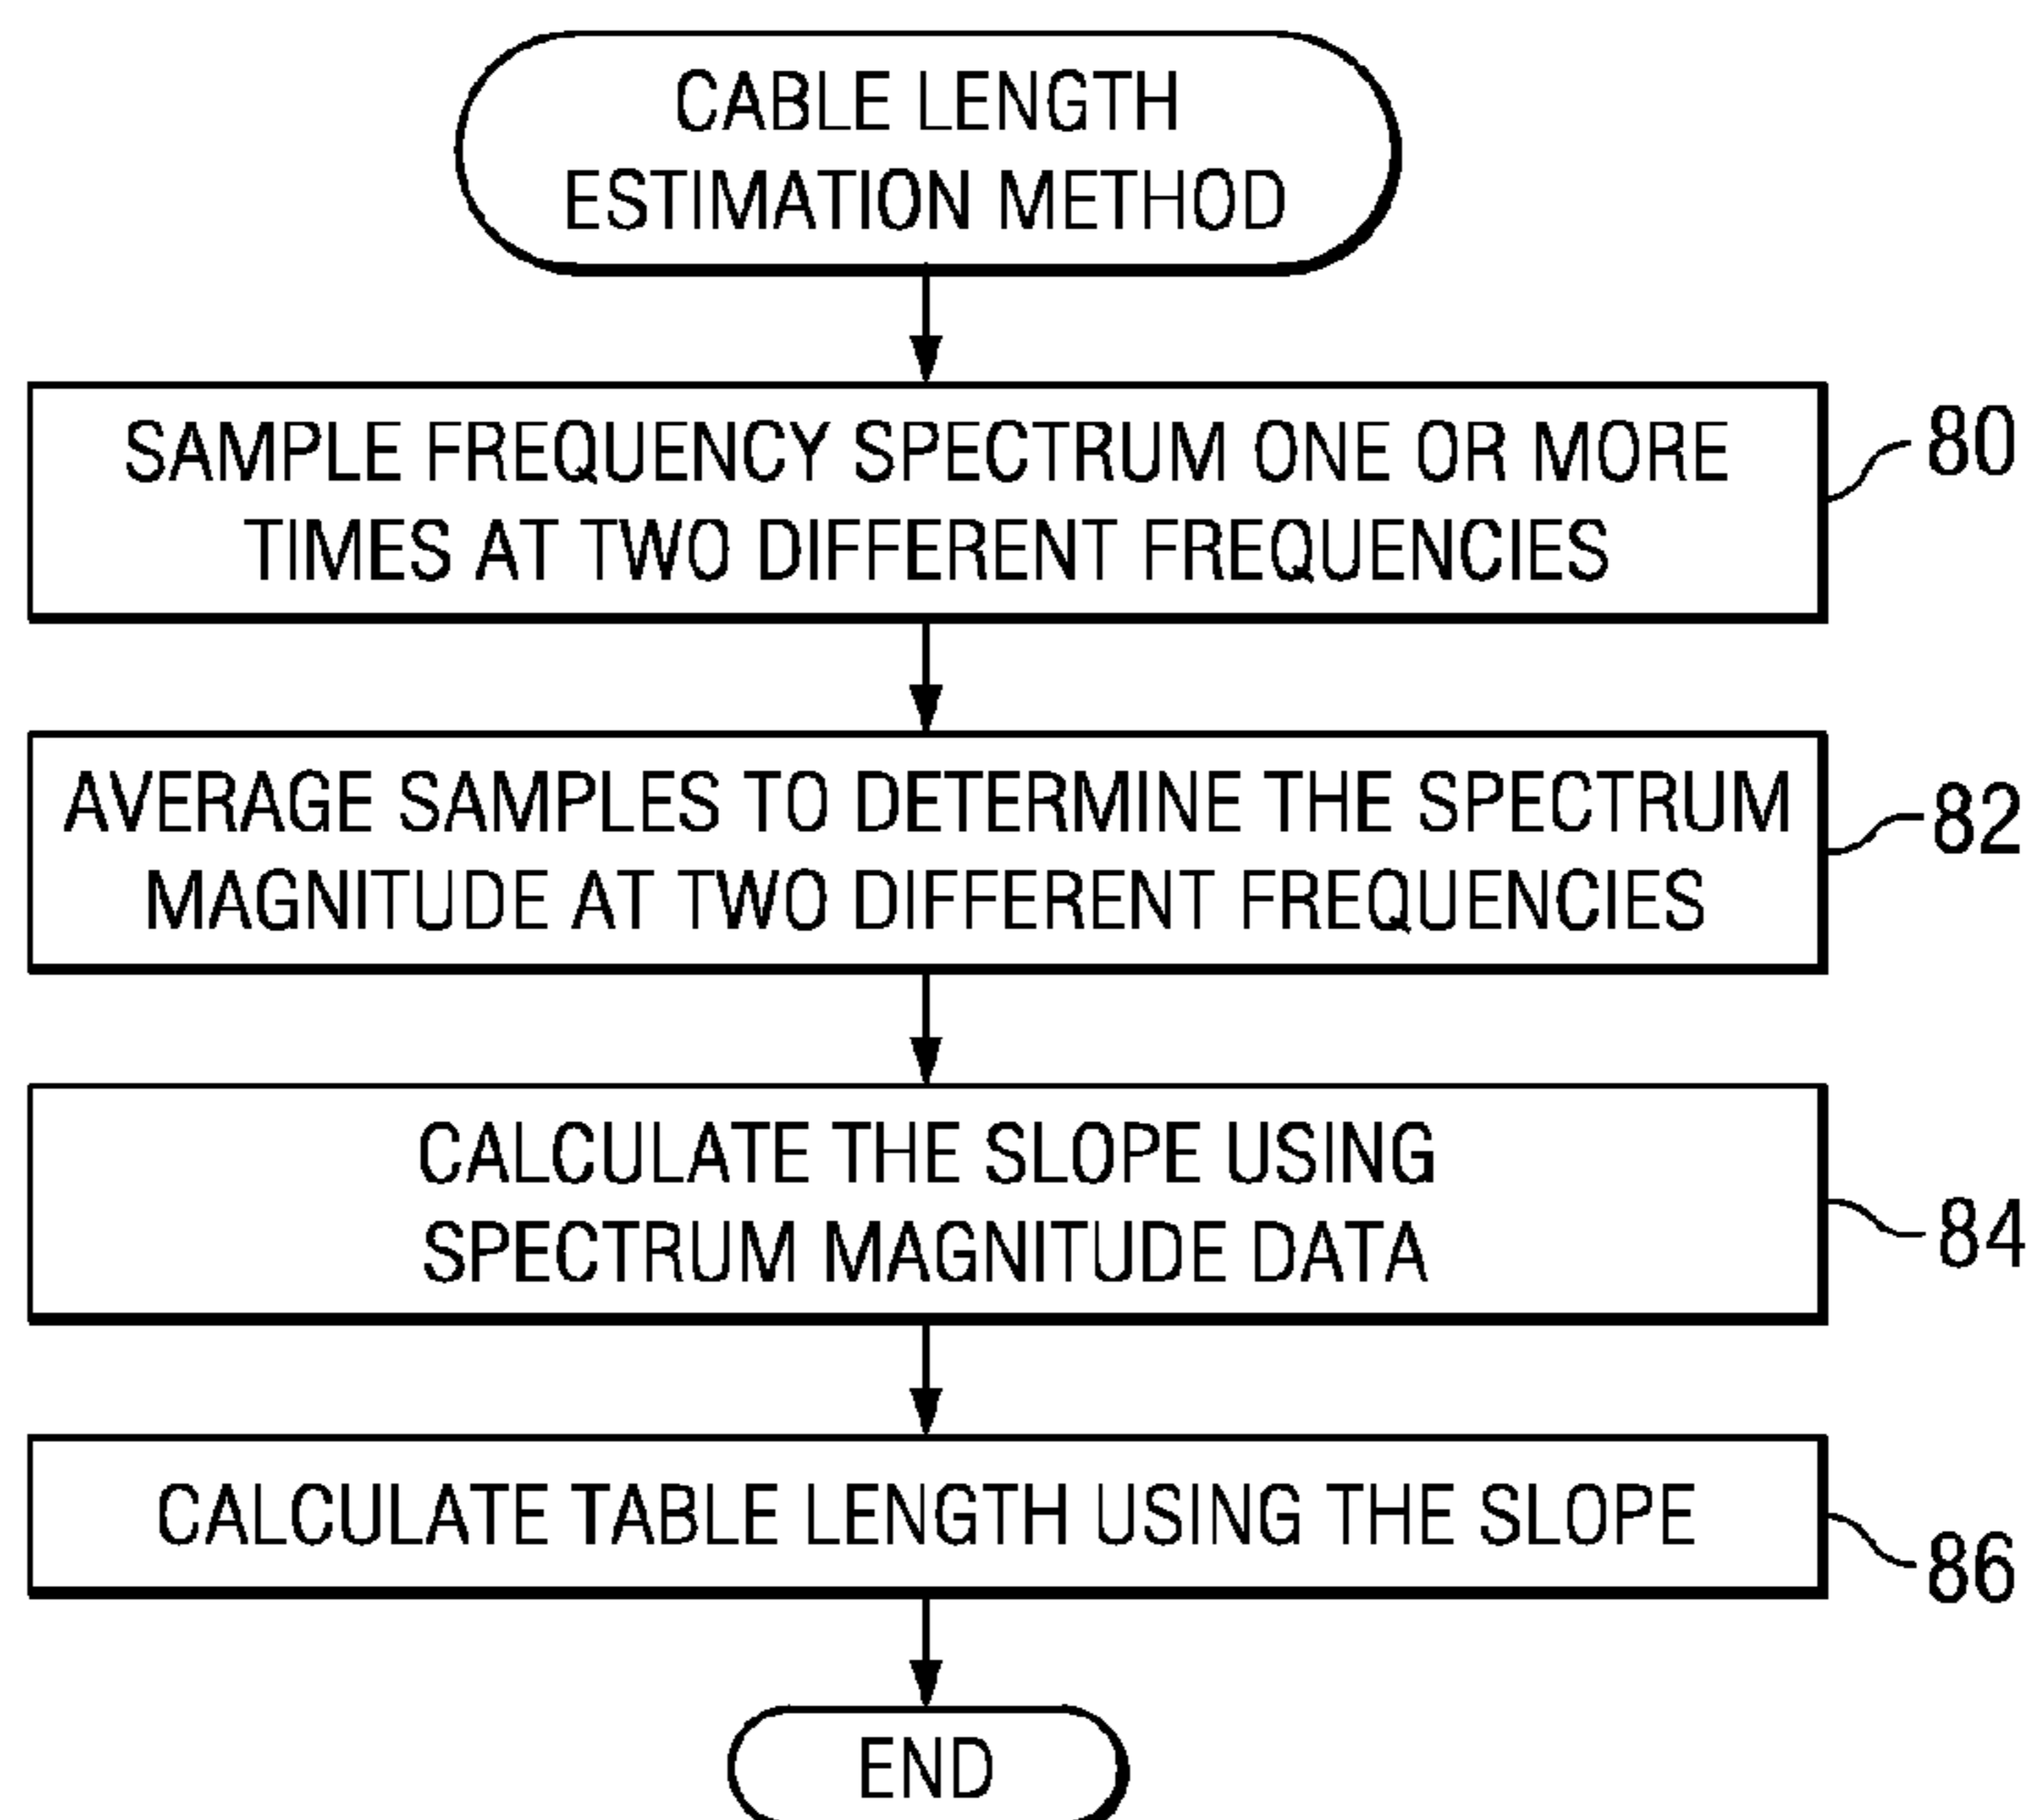 CABLE LENGTH
ESTIMATION METHOD
SAMPLE FREQUENCY SPECTRUM ONE OR MORE
TIMES AT TWO DIFFERENT FREQUENCIES
80
AVERAGE SAMPLES TO DETERMINE THE SPECTRUM
MAGNITUDE AT TWO DIFFERENT FREQUENCIES
82
CALCULATE THE SLOPE USING
SPECTRUM MAGNITUDE DATA
84
CALCULATE TABLE LENGTH USING THE SLOPE
86
END